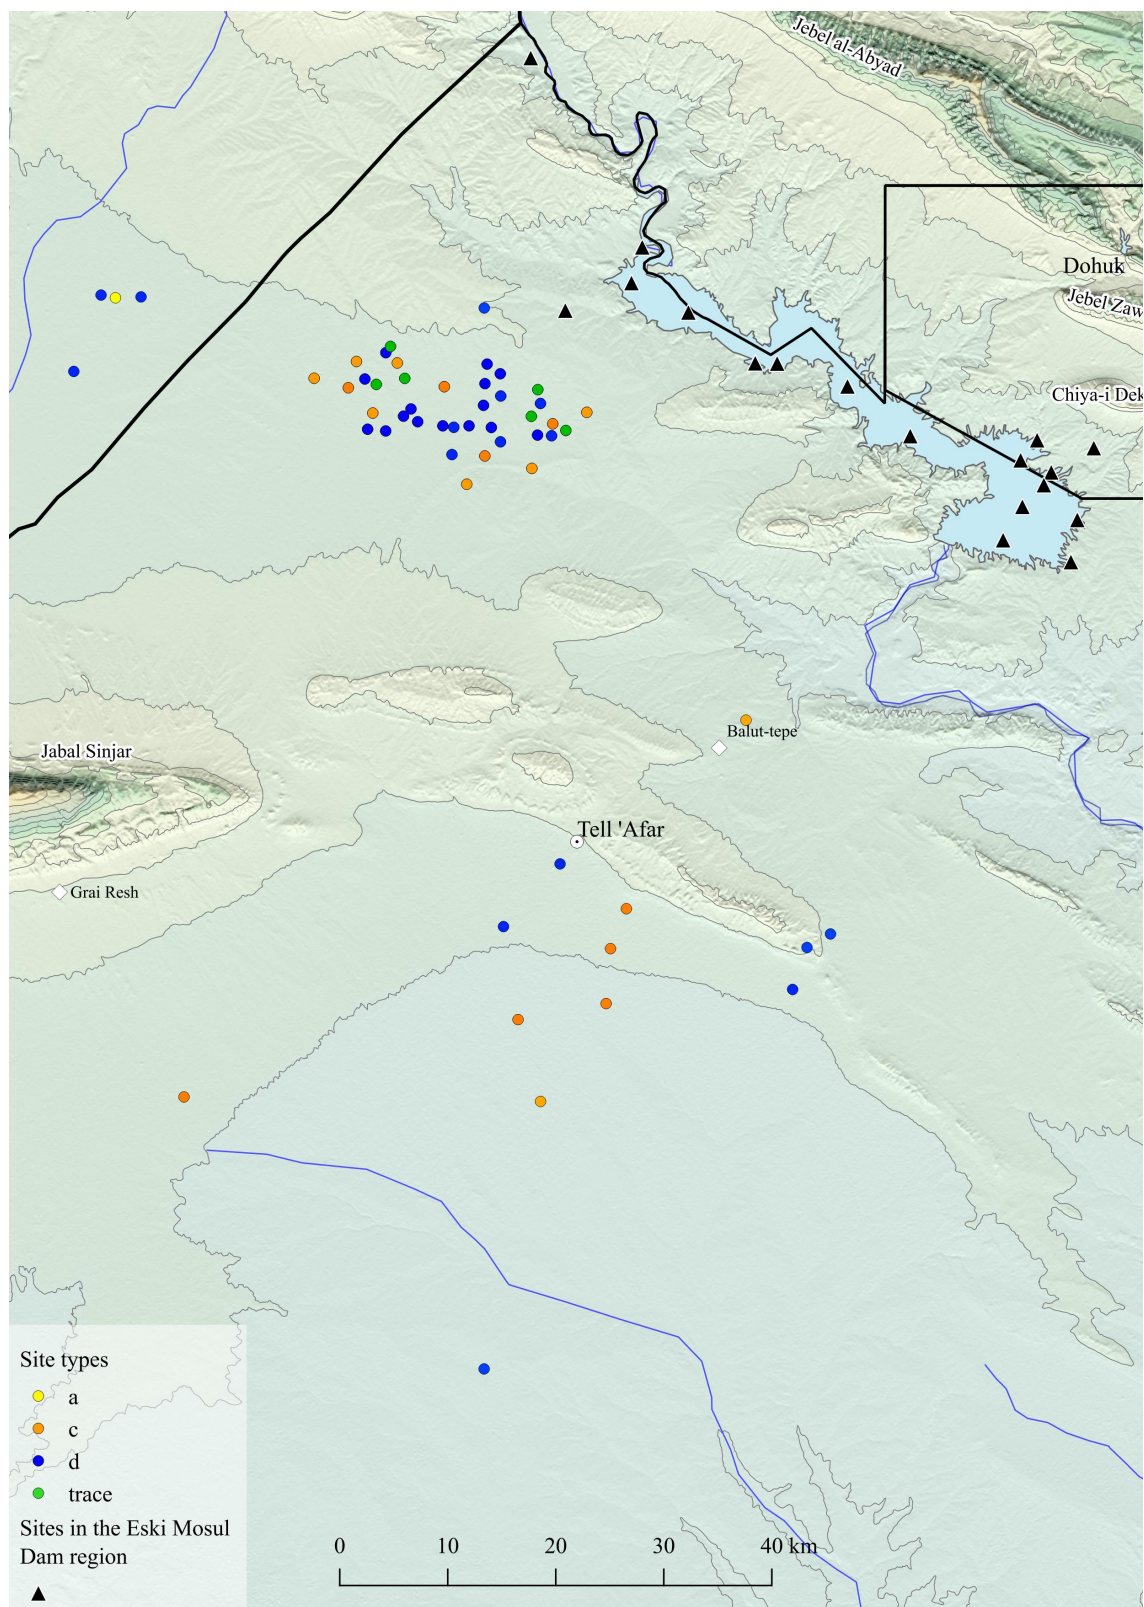 Jebel al-Abyad
Dohuk
Jebel Zaw
Chiya-i Dek
Balut-tepe
Jabal Sinjar
Tell 'Afar
Grai Resh
Site types
a
c
d
trace
Sites in the Eski Mosul
Dam region
0 10 20 30 40 km